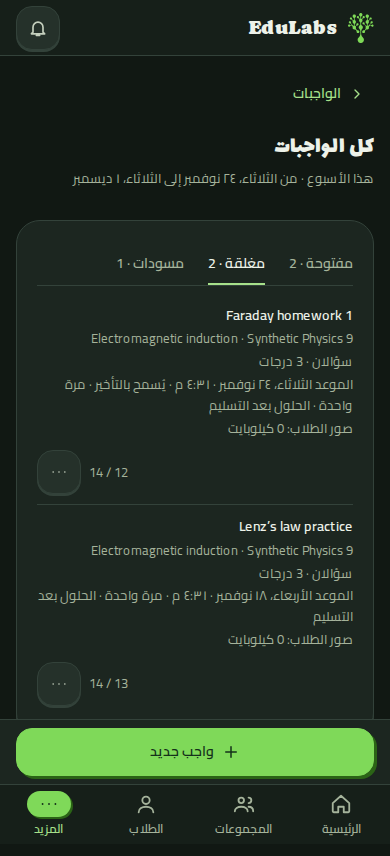 EduLabs
الواجبات
كل الواجبات
هذا الأسبوع · من الثلاثاء، ٢٤ نوفمبر إلى الثلاثاء، ١ ديسمبر
مفتوحة · 2
مغلقة · 2
مسودات · 1
Faraday homework 1
Electromagnetic induction · Synthetic Physics 9
سؤالان · 3 درجات
الموعد الثلاثاء، ٢٤ نوفمبر · ٤:٣١ م · يُسمح بالتأخير · مرة
واحدة · الحلول بعد التسليم
صور الطلاب: 0 كيلوبايت
14 / 12
Lenz’s law practice
Electromagnetic induction · Synthetic Physics 9
سؤالان · 3 درجات
الموعد الأربعاء، ١٨ نوفمبر · ٤:٣١ م · مرة واحدة · الحلول بعد
التسليم
صور الطلاب: 0 كيلوبايت
14 / 13
واجب جديد
الرئيسية
المجموعات
الطلاب
المزيد